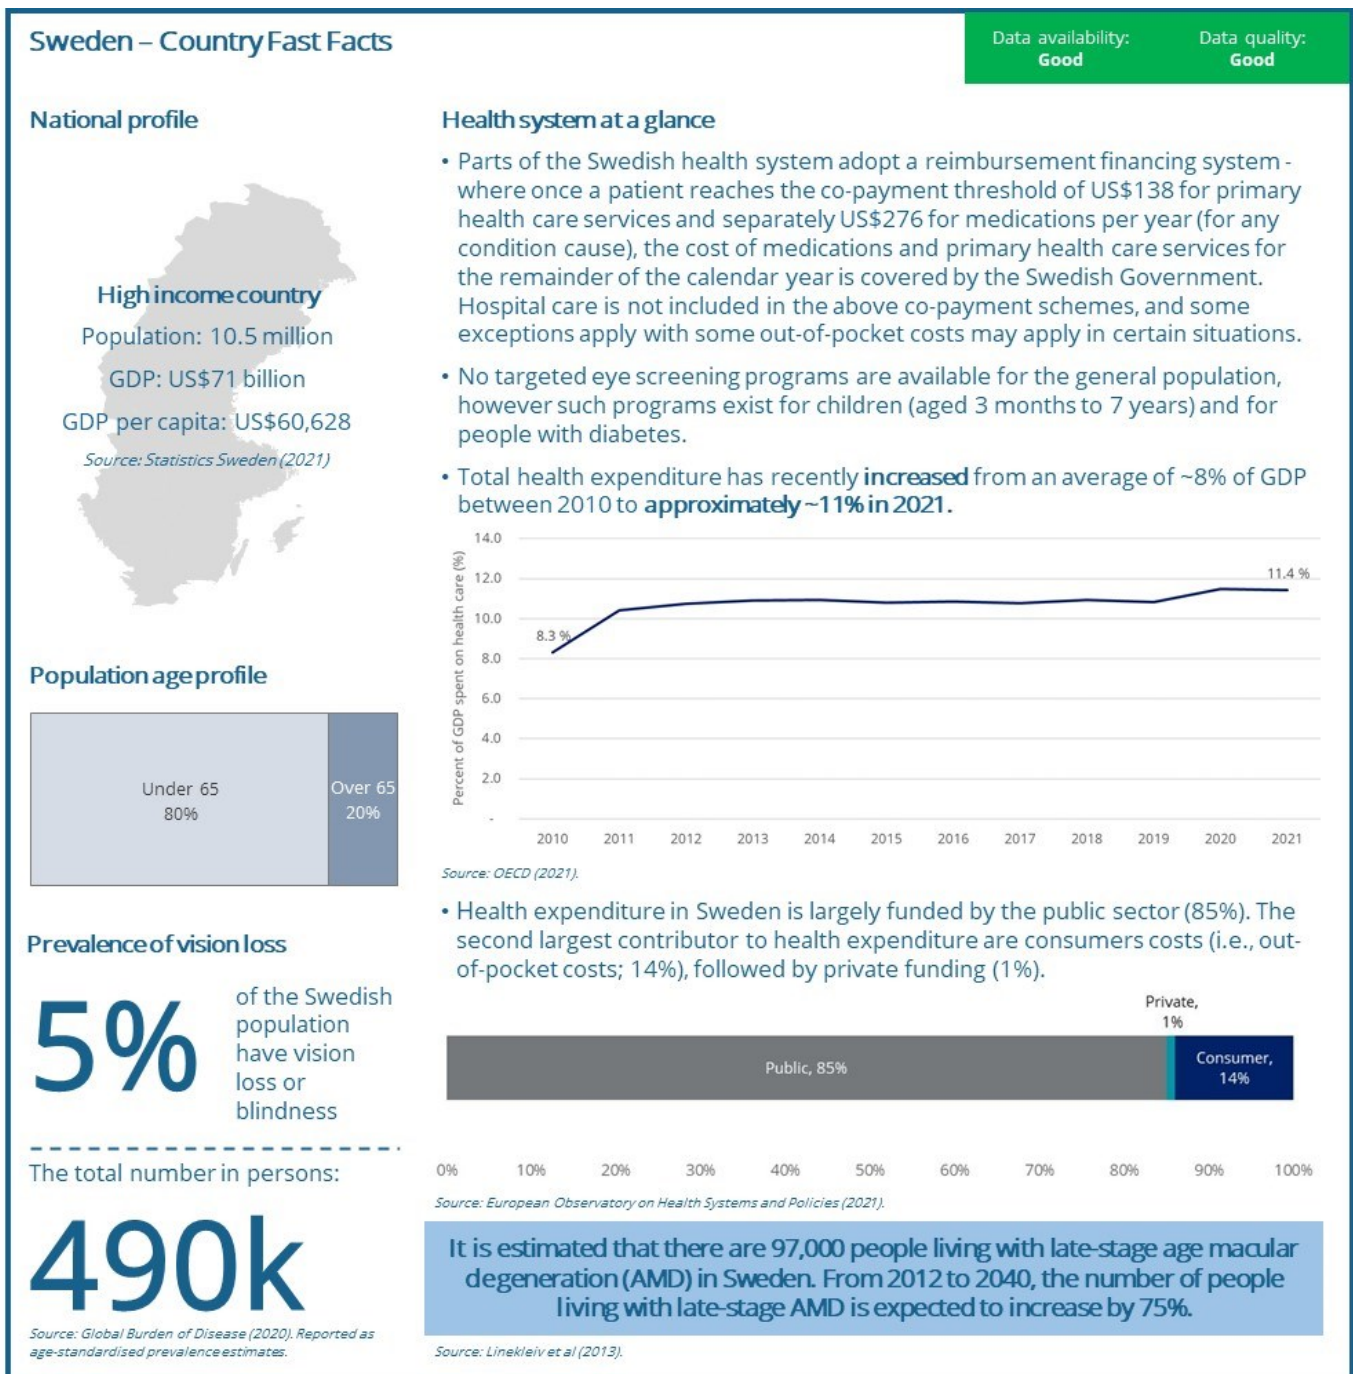 Sweden – Country Fast Facts
Data availability:
Good
Data quality:
Good
National profile
High income country
Population: 10.5 million
GDP: US$71 billion
GDP per capita: US$60,628
Source: Statistics Sweden (2021)
Population age profile
Under 65
80%
Over 65
20%
Prevalence of vision loss
5%
of the Swedish
population
have vision
loss or
blindness
The total number in persons:
490k
Source: Global Burden of Disease (2020). Reported as
age-standardised prevalence estimates.
Health system at a glance
• Parts of the Swedish health system adopt a reimbursement financing system -
where once a patient reaches the co-payment threshold of US$138 for primary
health care services and separately US$276 for medications per year (for any
condition cause), the cost of medications and primary health care services for
the remainder of the calendar year is covered by the Swedish Government.
Hospital care is not included in the above co-payment schemes, and some
exceptions apply with some out-of-pocket costs may apply in certain situations.
• No targeted eye screening programs are available for the general population,
however such programs exist for children (aged 3 months to 7 years) and for
people with diabetes.
• Total health expenditure has recently increased from an average of ~8% of GDP
between 2010 to approximately ~11% in 2021.
Percent of GDP spent on health care (%)
14.0
12.0
10.0
8.0
6.0
4.0
2.0
-
8.3 %
11.4 %
2010 2011 2012 2013 2014 2015 2016 2017 2018 2019 2020 2021
Source: OECD (2021).
• Health expenditure in Sweden is largely funded by the public sector (85%). The
second largest contributor to health expenditure are consumers costs (i.e., out-
of-pocket costs; 14%), followed by private funding (1%).
Private,
1%
Public, 85%
Consumer,
14%
0% 10% 20% 30% 40% 50% 60% 70% 80% 90% 100%
Source: European Observatory on Health Systems and Policies (2021).
It is estimated that there are 97,000 people living with late-stage age macular
degeneration (AMD) in Sweden. From 2012 to 2040, the number of people
living with late-stage AMD is expected to increase by 75%.
Source: Linekleiv et al (2013).